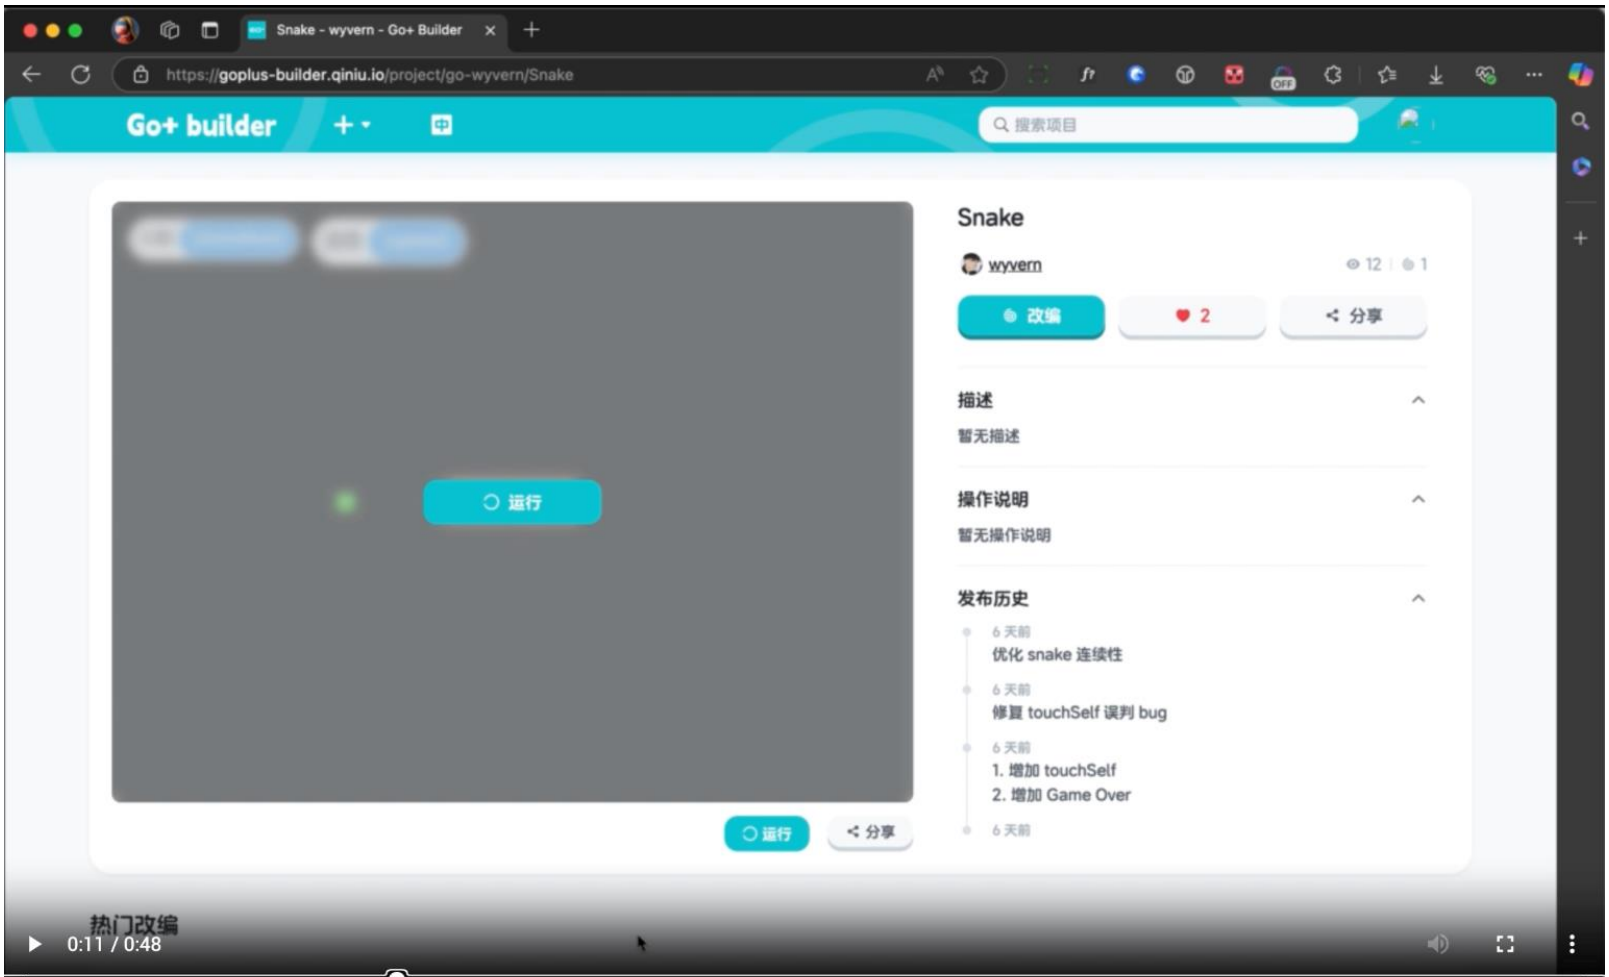 Snake - wyvern - Go+ Builder
https://goplus-builder.qiniu.io/project/go-wyvern/Snake
OFF
Go+ builder
中
搜索项目
Snake
wyvern
12
1
改编
2
分享
描述
暂无描述
运行
操作说明
暂无操作说明
发布历史
6 天前
优化 snake 连续性
6 天前
修复 touchSelf 误判 bug
6 天前
1. 增加 touchSelf
2. 增加 Game Over
6 天前
运行
分享
热门改编
0:11 / 0:48